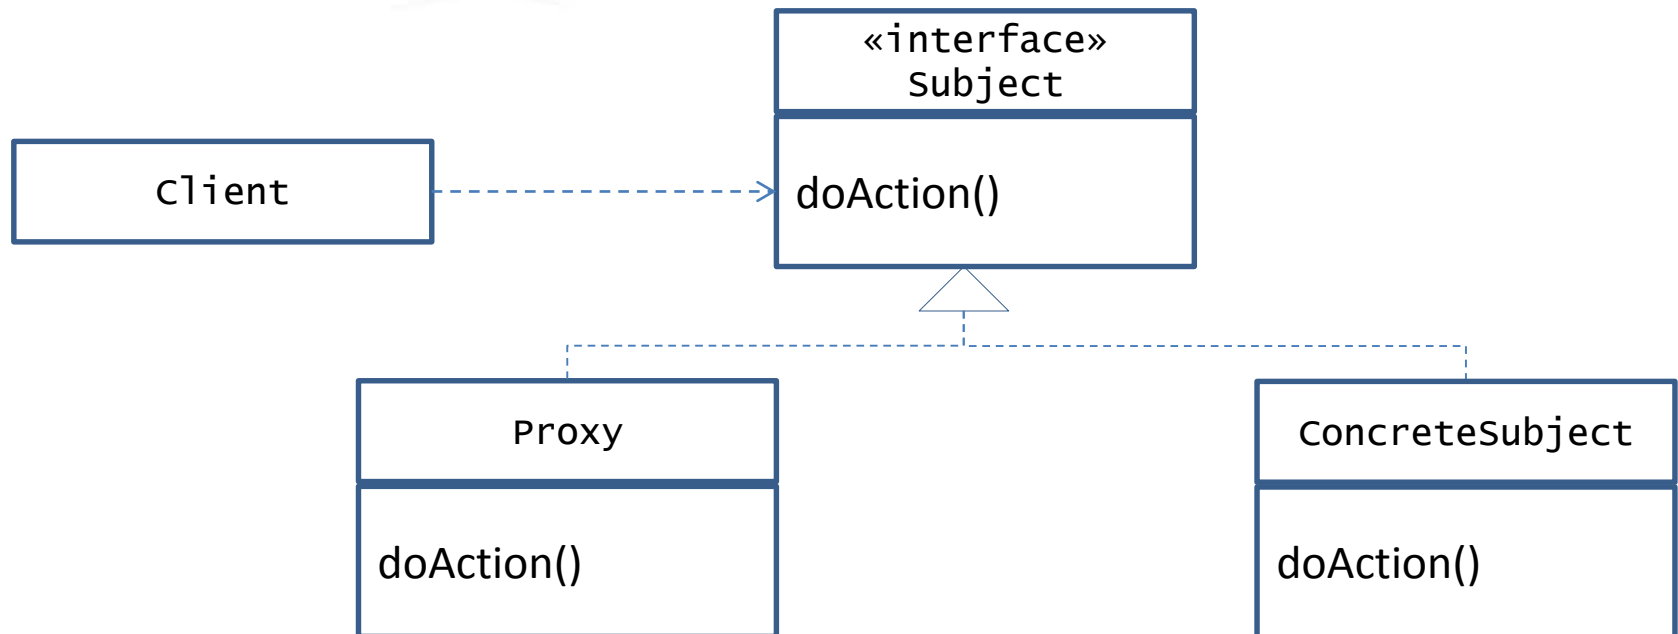 «interface»
Subject
Client
doAction()
Proxy
ConcreteSubject
doAction()
doAction()